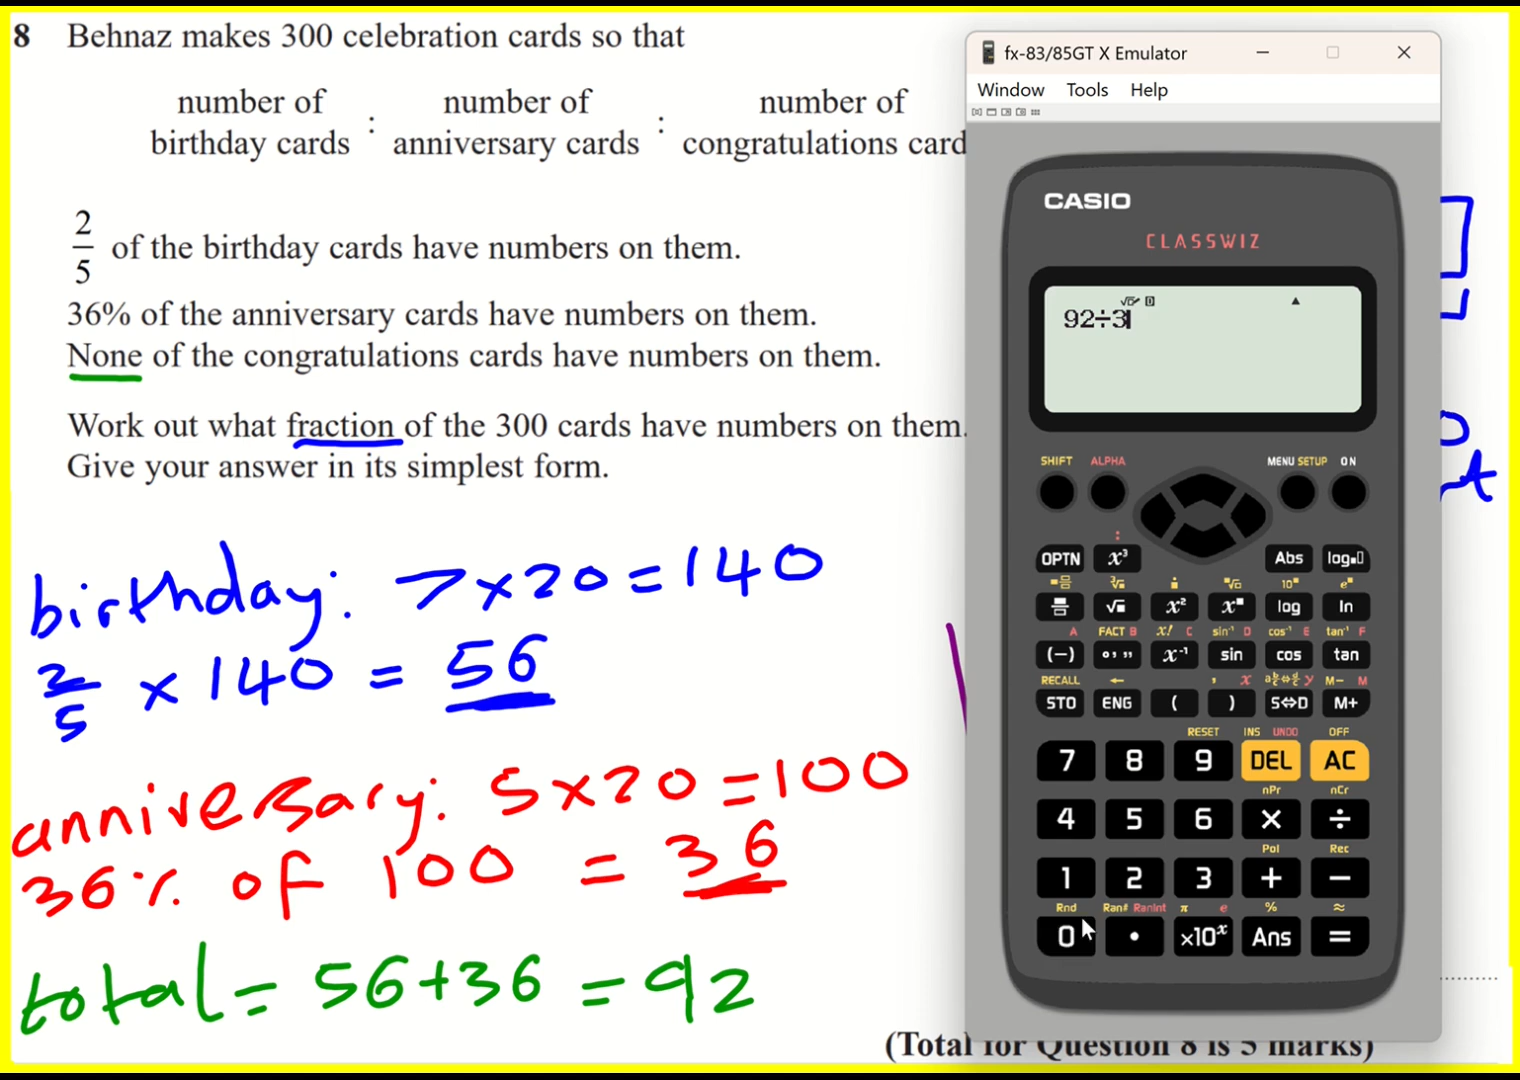 8 Behnaz makes 300 celebration cards so that
number of birthday cards : number of anniversary cards : number of congratulations card
2/5 of the birthday cards have numbers on them.
36% of the anniversary cards have numbers on them.
None of the congratulations cards have numbers on them.
Work out what fraction of the 300 cards have numbers on them.
Give your answer in its simplest form.
birthday: 7 × 20 = 140
2/5 × 140 = 56
anniversary: 5 × 20 = 100
36% of 100 = 36
total = 56 + 36 = 92
(Total for Question 8 is 5 marks)
fx-83/85GT X Emulator
Window Tools Help
CASIO
CLASSWIZ
92÷3
SHIFT ALPHA MENU SETUP ON
OPTN x³ Abs log
√ x² x log ln
A FACT B x! C sin⁻¹ D cos⁻¹ E tan⁻¹ F
(−) x⁻¹ sin cos tan
RECALL x y M− M
STO ENG ( ) S⇔D M+
RESET INS UNDO OFF
7 8 9 DEL AC
nPr nCr
4 5 6 × ÷
Pol Rec
1 2 3 + −
Rnd Ran# RanInt π e % ≈
0 • ×10ˣ Ans =